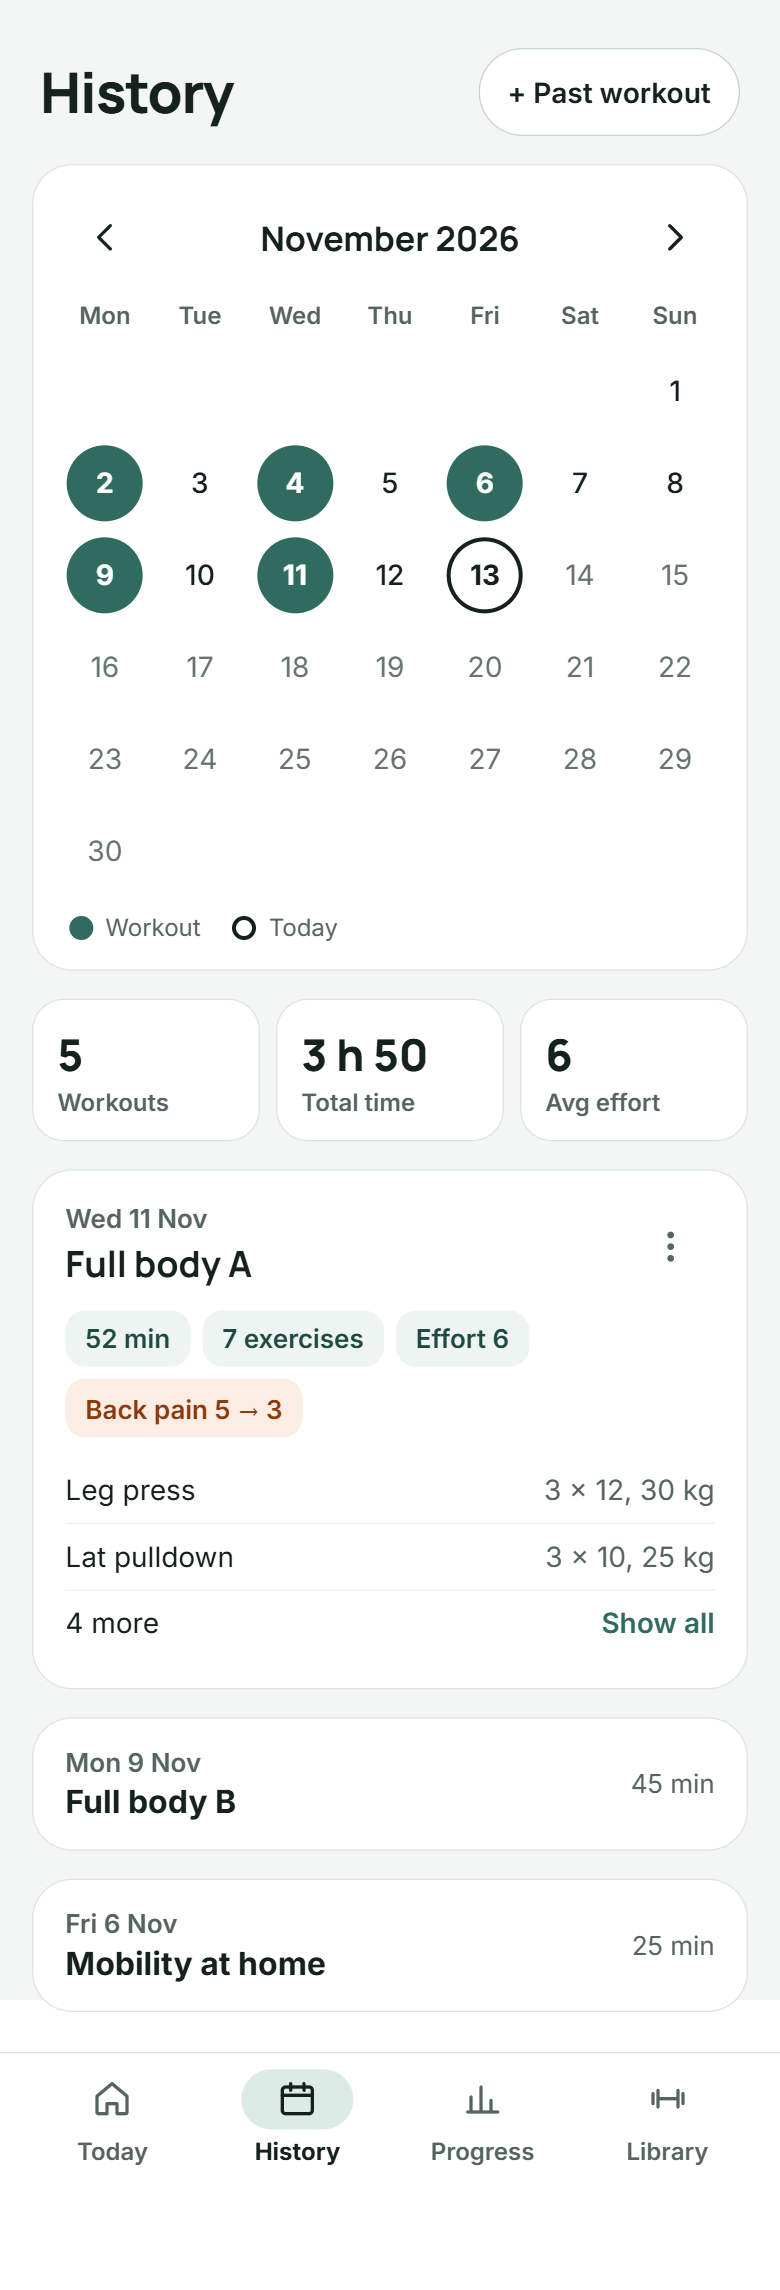 History
+ Past workout
November 2026
Mon Tue Wed Thu Fri Sat Sun
1
2 3 4 5 6 7 8
9 10 11 12 13 14 15
16 17 18 19 20 21 22
23 24 25 26 27 28 29
30
Workout Today
5 3 h 50 6
Workouts Total time Avg effort
Wed 11 Nov
Full body A
52 min 7 exercises Effort 6
Back pain 5 → 3
Leg press 3 × 12, 30 kg
Lat pulldown 3 × 10, 25 kg
4 more Show all
Mon 9 Nov
Full body B
45 min
Fri 6 Nov
Mobility at home
25 min
Today History Progress Library